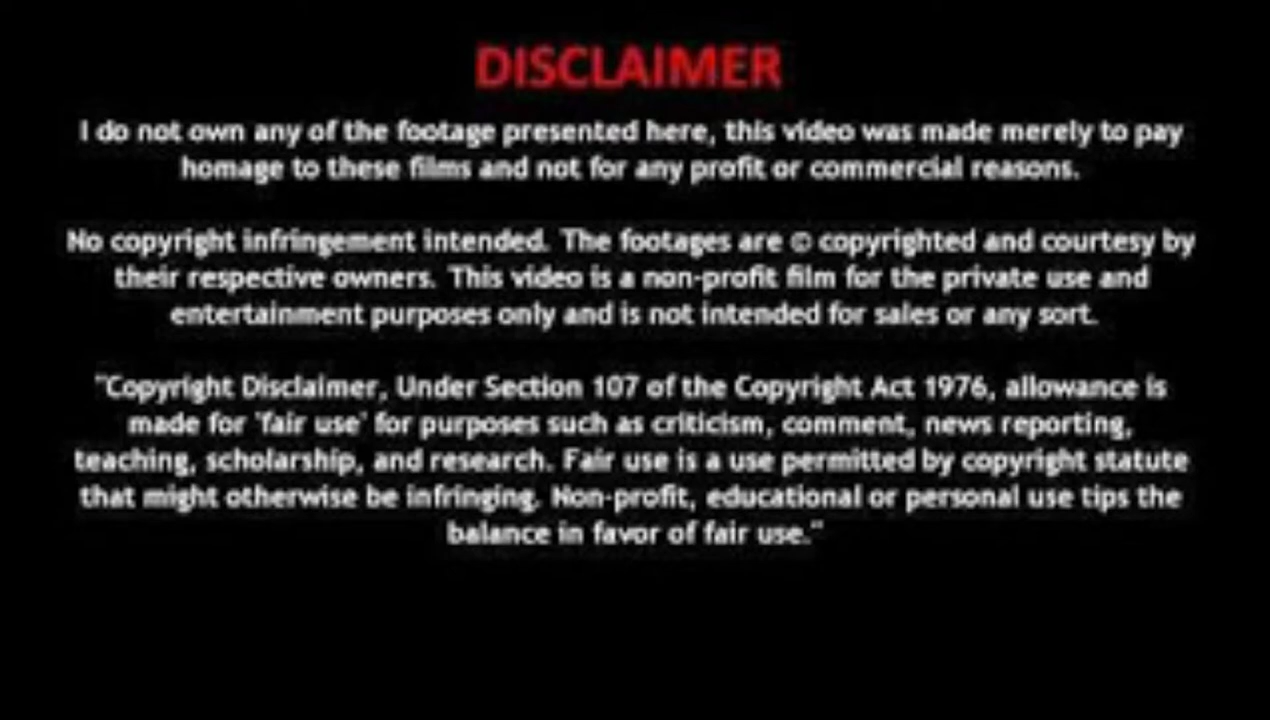 DISCLAIMER
I do not own any of the footage presented here, this video was made merely to pay
homage to these films and not for any profit or commercial reasons.
No copyright infringement intended. The footages are © copyrighted and courtesy by
their respective owners. This video is a non-profit film for the private use and
entertainment purposes only and is not intended for sales or any sort.
"Copyright Disclaimer, Under Section 107 of the Copyright Act 1976, allowance is
made for 'fair use' for purposes such as criticism, comment, news reporting,
teaching, scholarship, and research. Fair use is a use permitted by copyright statute
that might otherwise be infringing. Non-profit, educational or personal use tips the
balance in favor of fair use."